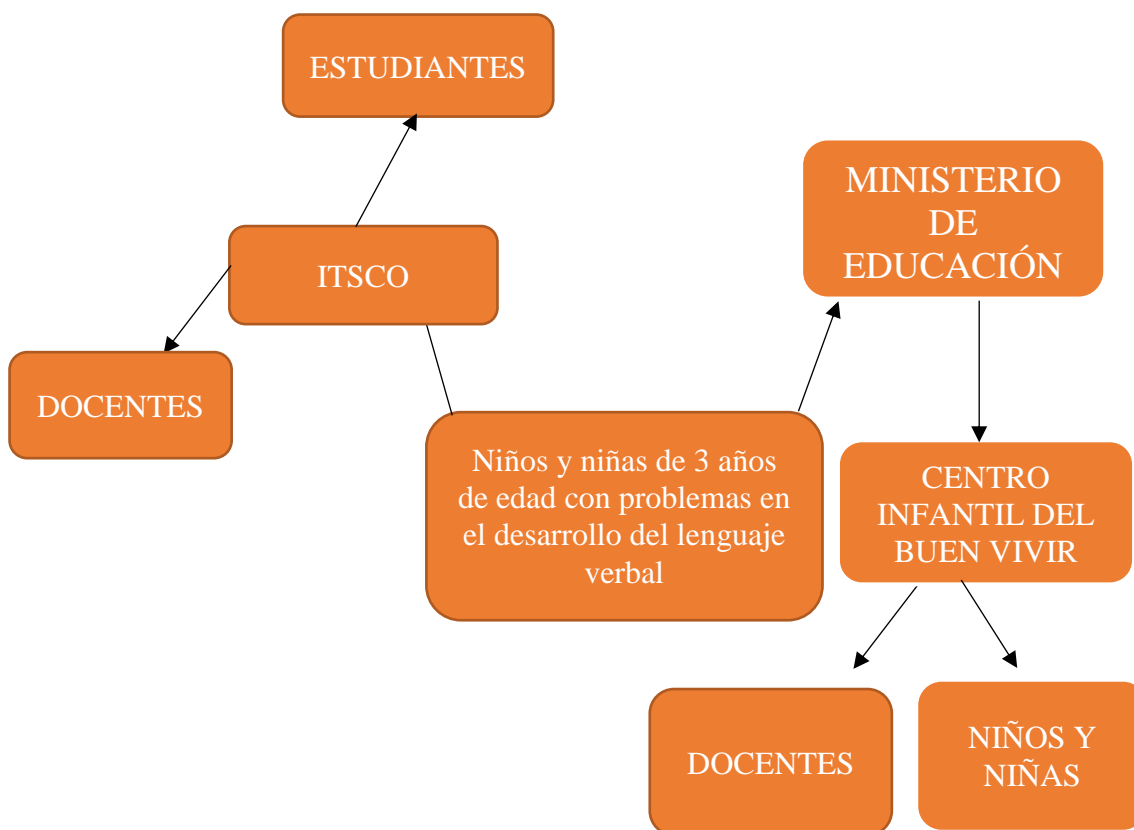 ESTUDIANTES
MINISTERIO
DE
EDUCACIÓN
ITSCO
DOCENTES
Niños y niñas de 3 años
de edad con problemas en
el desarrollo del lenguaje
verbal
CENTRO
INFANTIL DEL
BUEN VIVIR
DOCENTES
NIÑOS Y
NIÑAS